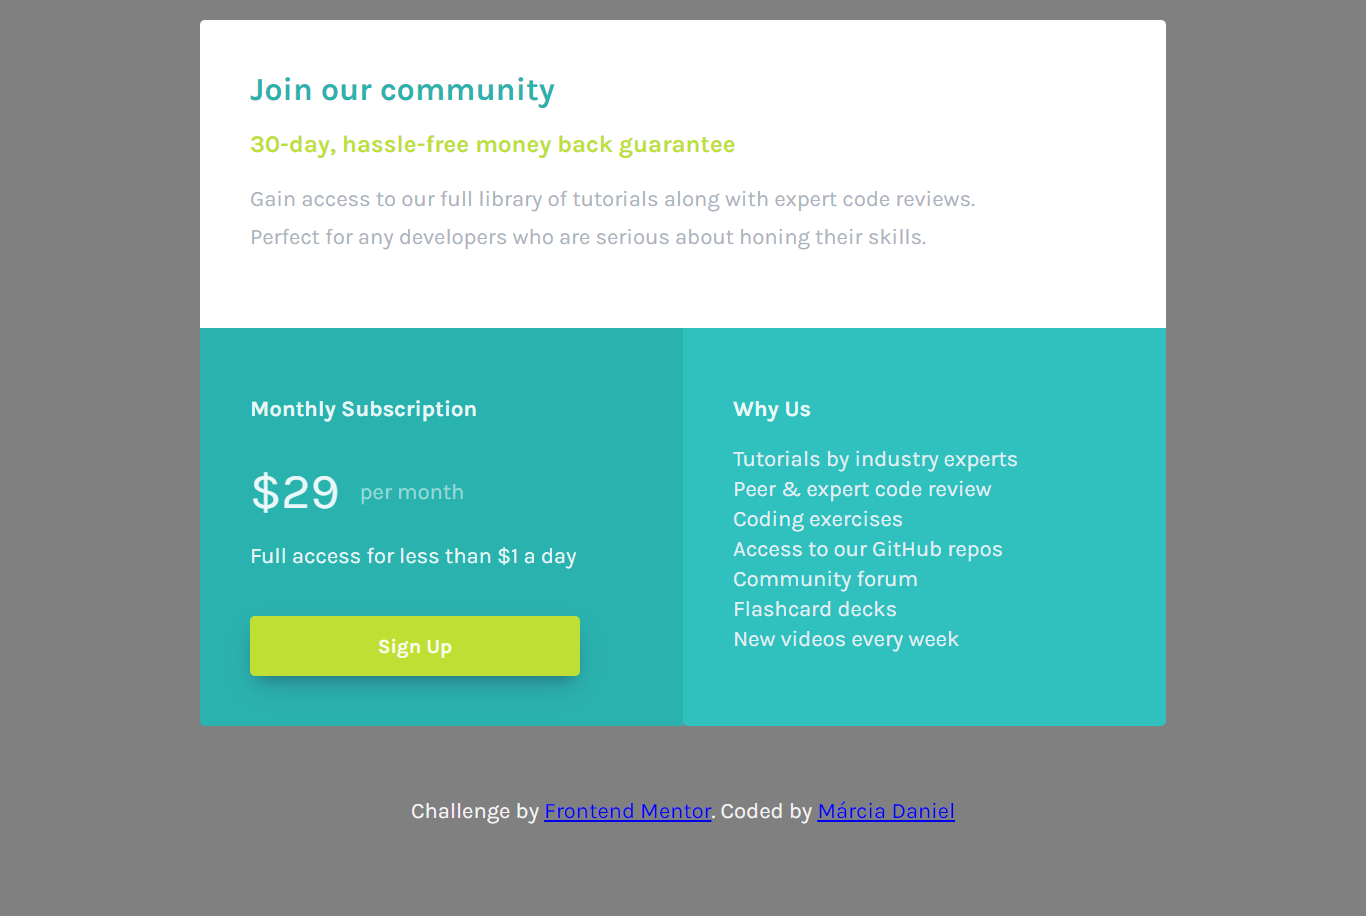 Join our community
30-day, hassle-free money back guarantee
Gain access to our full library of tutorials along with expert code reviews.
Perfect for any developers who are serious about honing their skills.
Monthly Subscription
$29 per month
Full access for less than $1 a day
Sign Up
Why Us
Tutorials by industry experts
Peer & expert code review
Coding exercises
Access to our GitHub repos
Community forum
Flashcard decks
New videos every week
Challenge by Frontend Mentor. Coded by Márcia Daniel